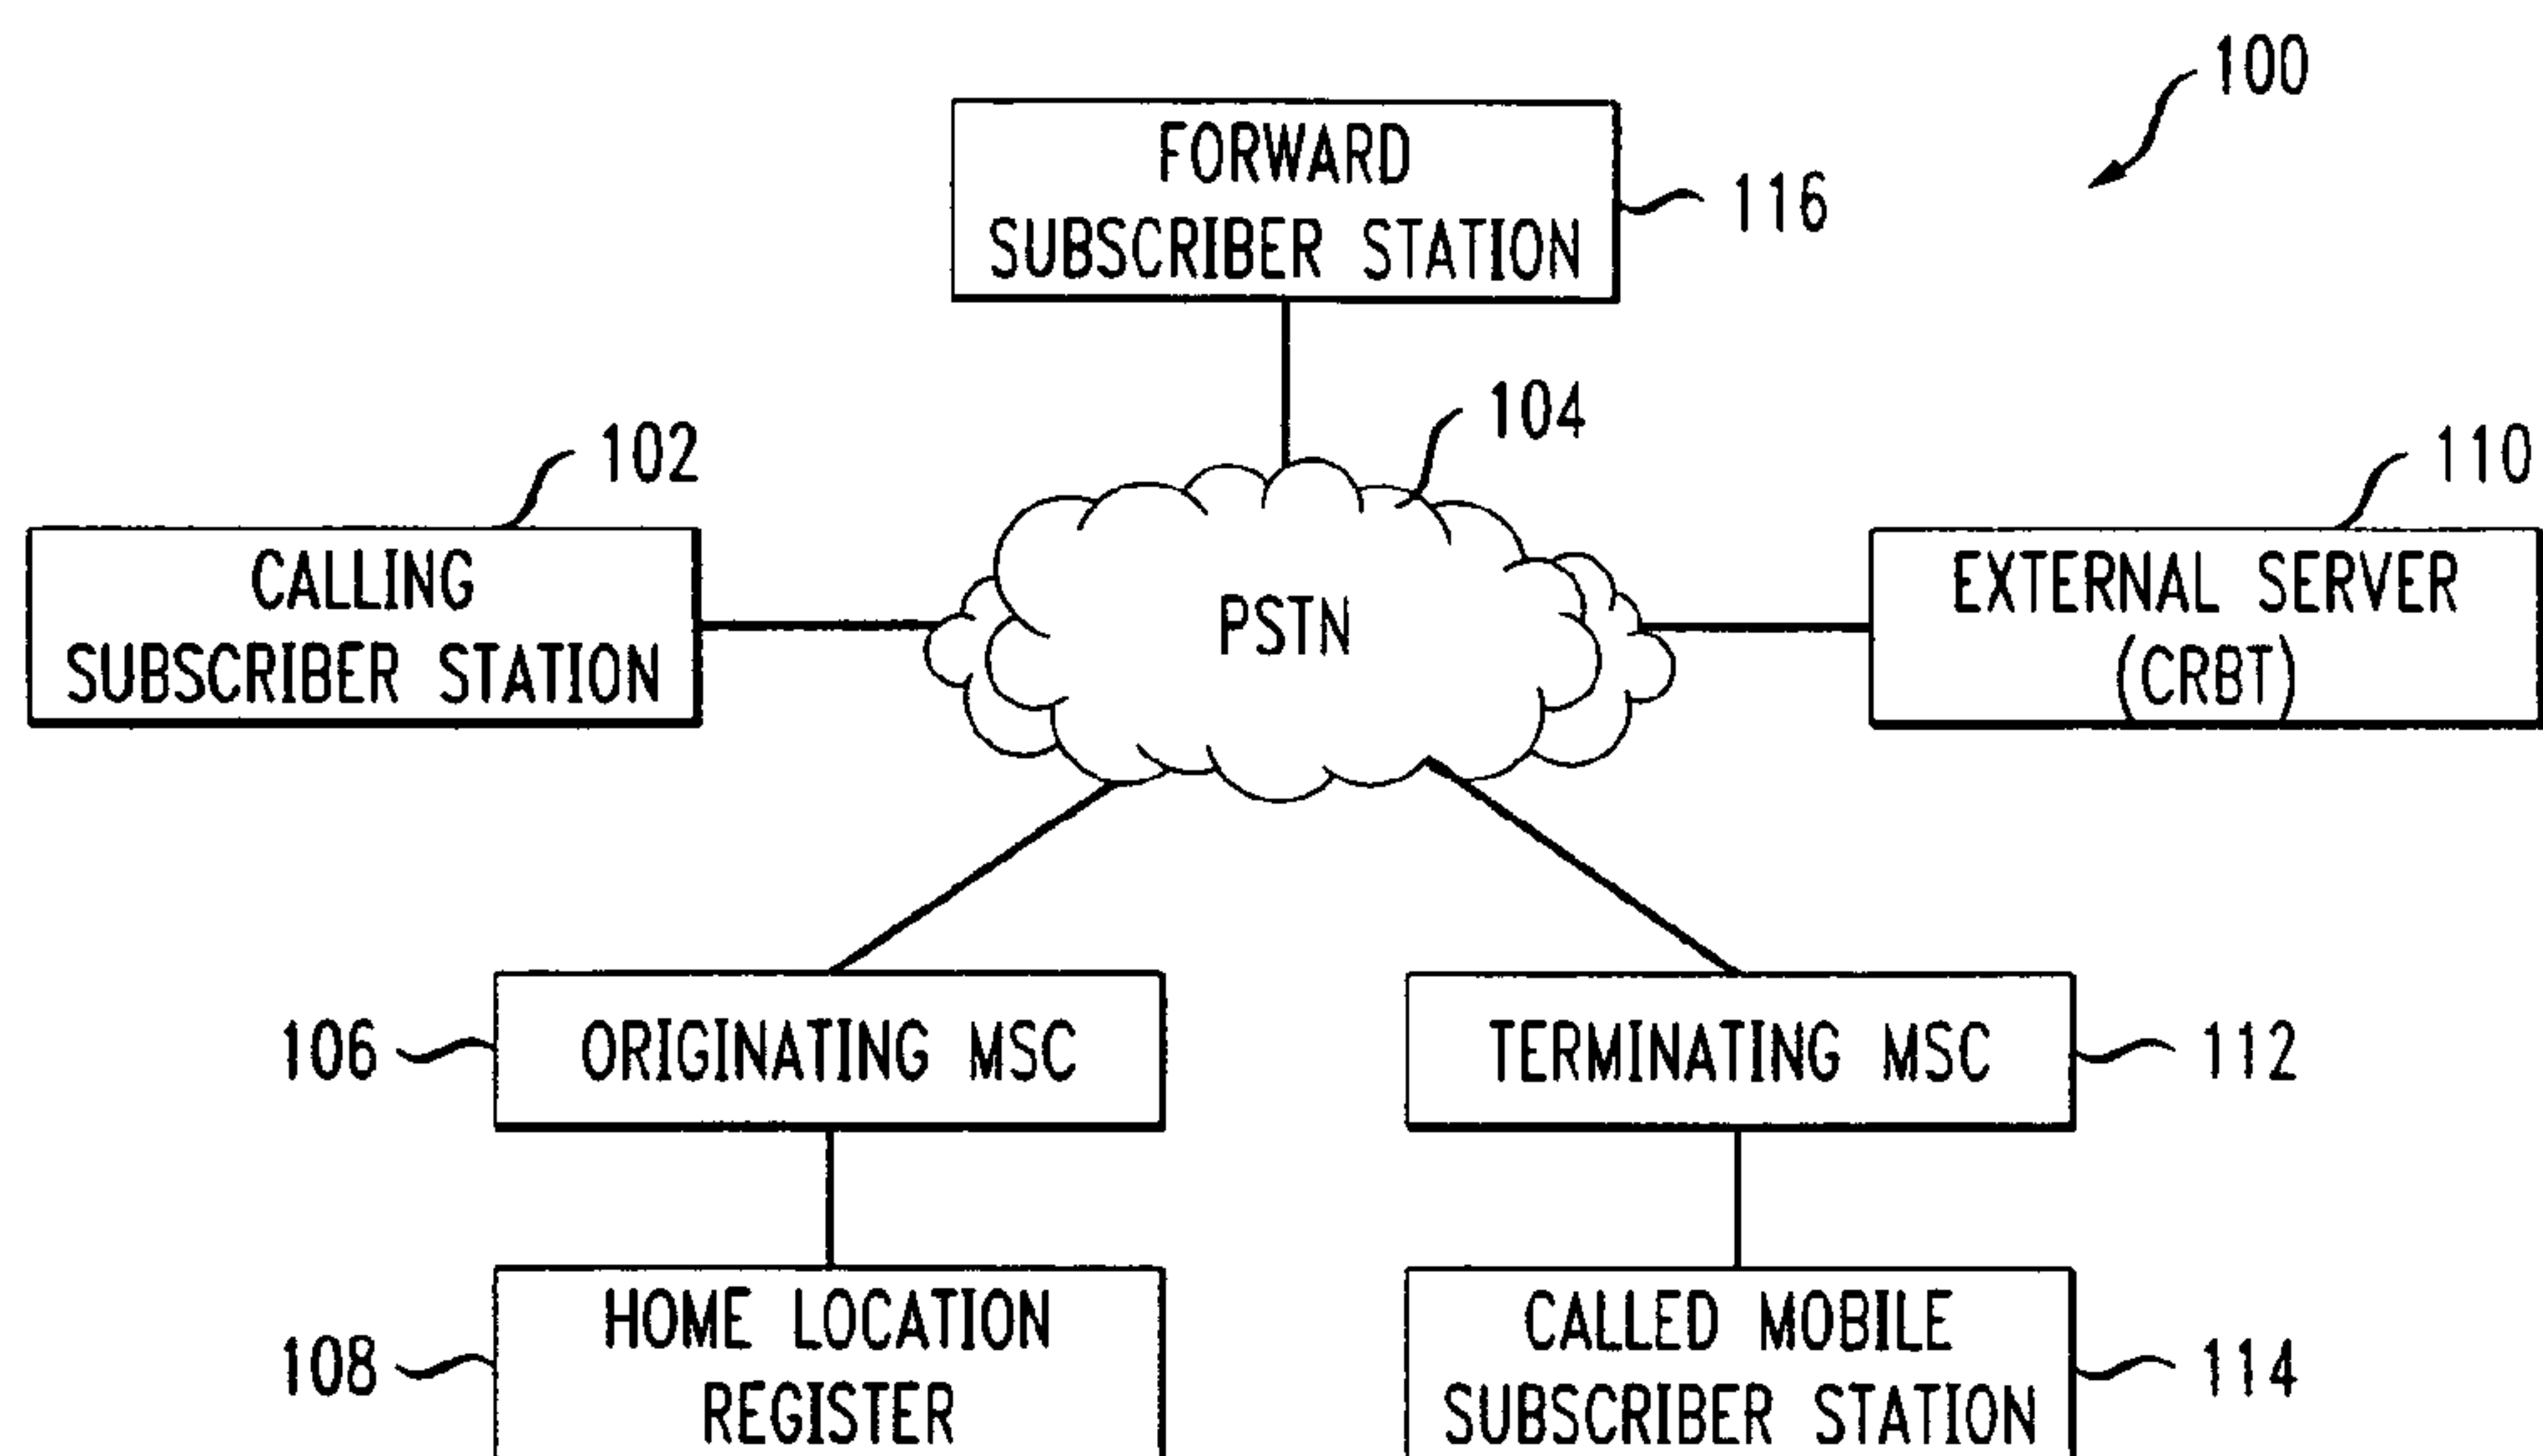 100
FORWARD
SUBSCRIBER STATION
116
104
102
110
CALLING
SUBSCRIBER STATION
PSTN
EXTERNAL SERVER
(CRBT)
106
ORIGINATING MSC
TERMINATING MSC
112
108
HOME LOCATION
REGISTER
CALLED MOBILE
SUBSCRIBER STATION
114